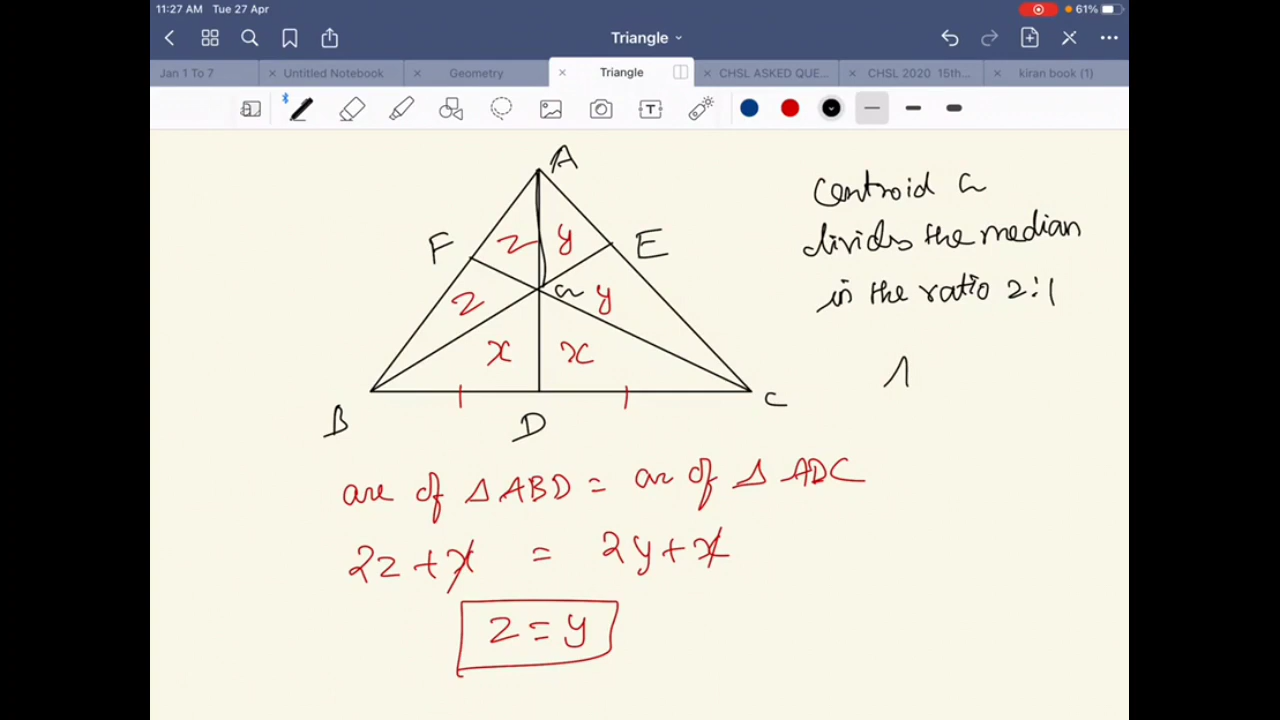 11:27 AM Tue 27 Apr
61%
Triangle
Jan 1 To 7
Untitled Notebook
Geometry
Triangle
CHSL ASKED QUE...
CHSL 2020 15th...
kiran book (1)
T
A
F
E
z
y
z
G
y
x
x
B
D
C
Centroid G
divides the median
in the ratio 2:1
are of Δ ABD = ar of Δ ADC
2z + x = 2y + x
z = y